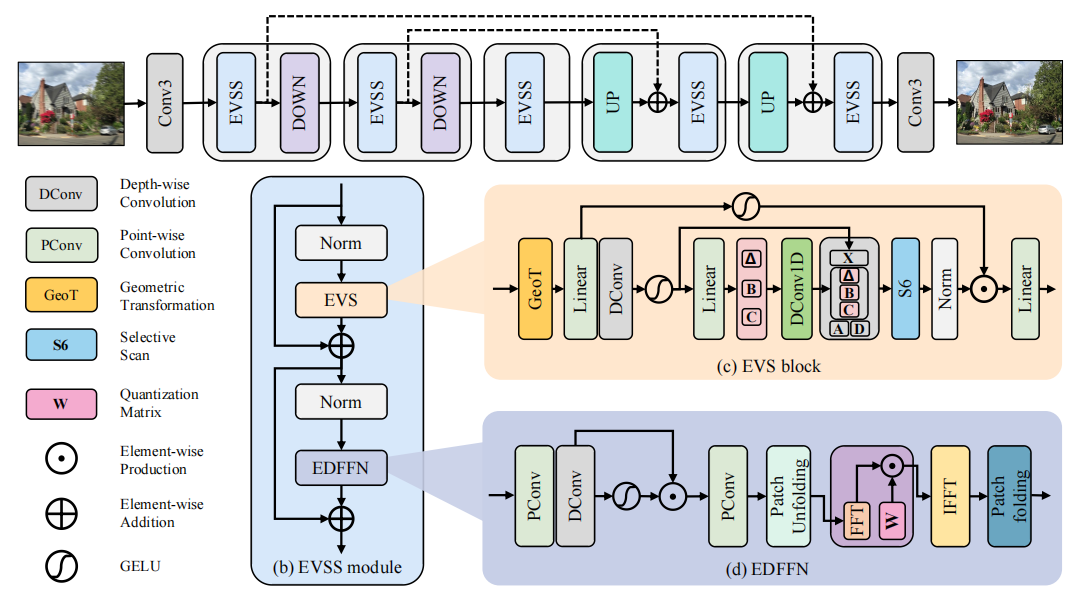 Conv3
EVSS
DOWN
EVSS
DOWN
EVSS
UP
EVSS
UP
EVSS
Conv3
DConv
Depth-wise
Convolution
PConv
Point-wise
Convolution
GeoT
Geometric
Transformation
S6
Selective
Scan
W
Quantization
Matrix
Element-wise
Production
Element-wise
Addition
GELU
Norm
EVS
Norm
EDFFN
(b) EVSS module
GeoT
Linear
DConv
Linear
Δ
B
C
DConv1D
X
Δ
B
C
A D
S6
Norm
Linear
(c) EVS block
PConv
DConv
PConv
Patch
Unfolding
FFT
W
IFFT
Patch
folding
(d) EDFFN